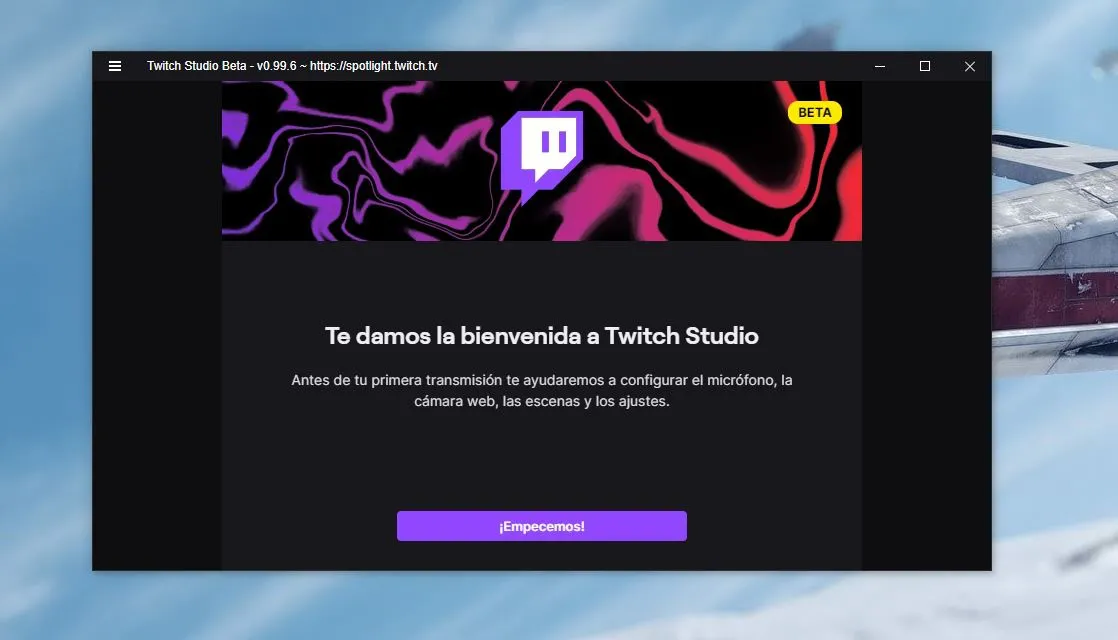 Twitch Studio Beta - v0.99.6 ~ https://spotlight.twitch.tv
BETA
Te damos la bienvenida a Twitch Studio
Antes de tu primera transmisión te ayudaremos a configurar el micrófono, la
cámara web, las escenas y los ajustes.
¡Empecemos!